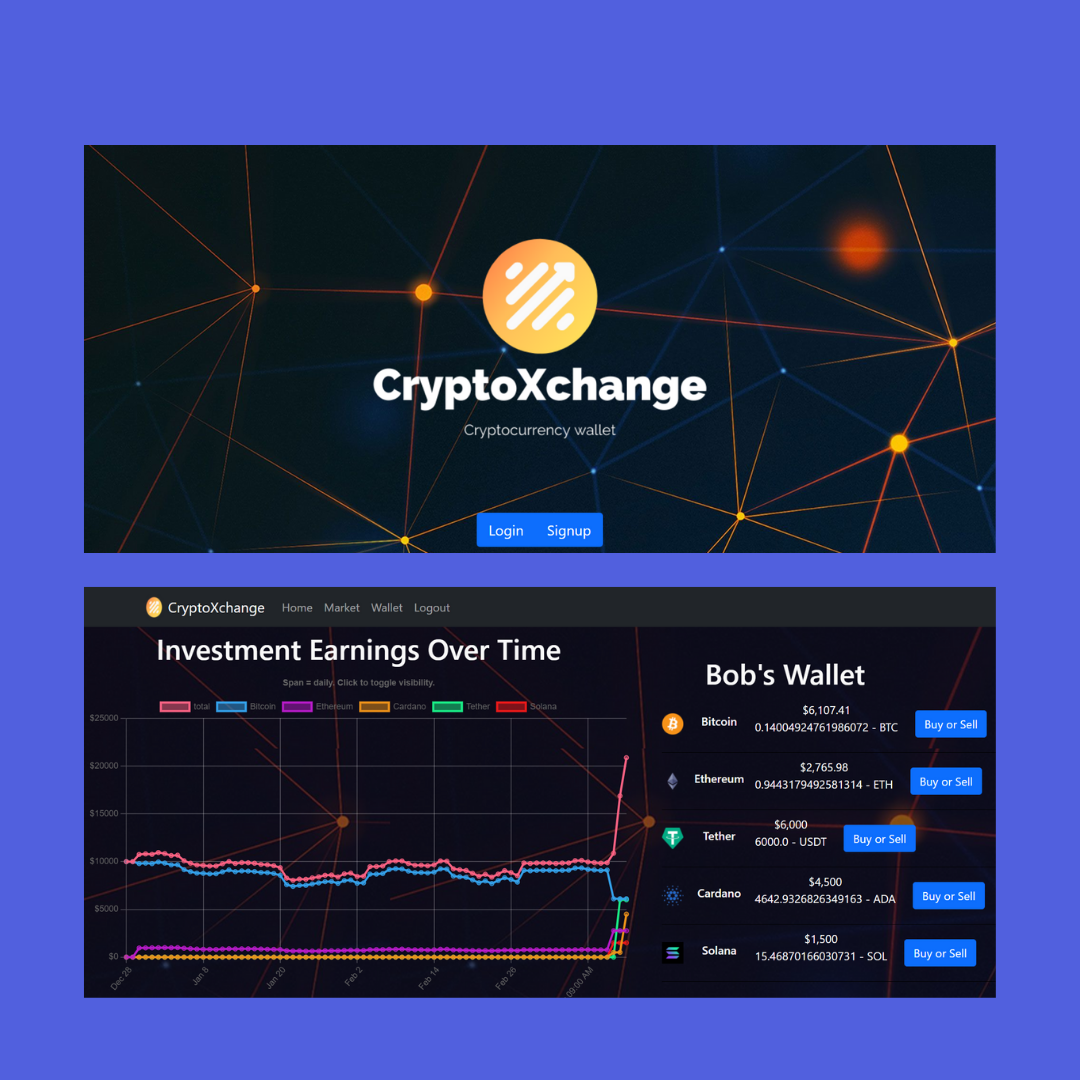 CryptoXchange
Cryptocurrency wallet
Login Signup
CryptoXchange Home Market Wallet Logout
Investment Earnings Over Time
Span = daily. Click to toggle visibility.
total Bitcoin Ethereum Cardano Tether Solana
$25000
$20000
$15000
$10000
$5000
$0
Dec 28 Jan 8 Jan 20 Feb 2 Feb 14 Feb 26 09:00 AM
Bob's Wallet
Bitcoin
$6,107.41
0.14004924761986072 - BTC
Buy or Sell
Ethereum
$2,765.98
0.9443179492581314 - ETH
Buy or Sell
Tether
$6,000
6000.0 - USDT
Buy or Sell
Cardano
$4,500
4642.9326826349163 - ADA
Buy or Sell
Solana
$1,500
15.46870166030731 - SOL
Buy or Sell